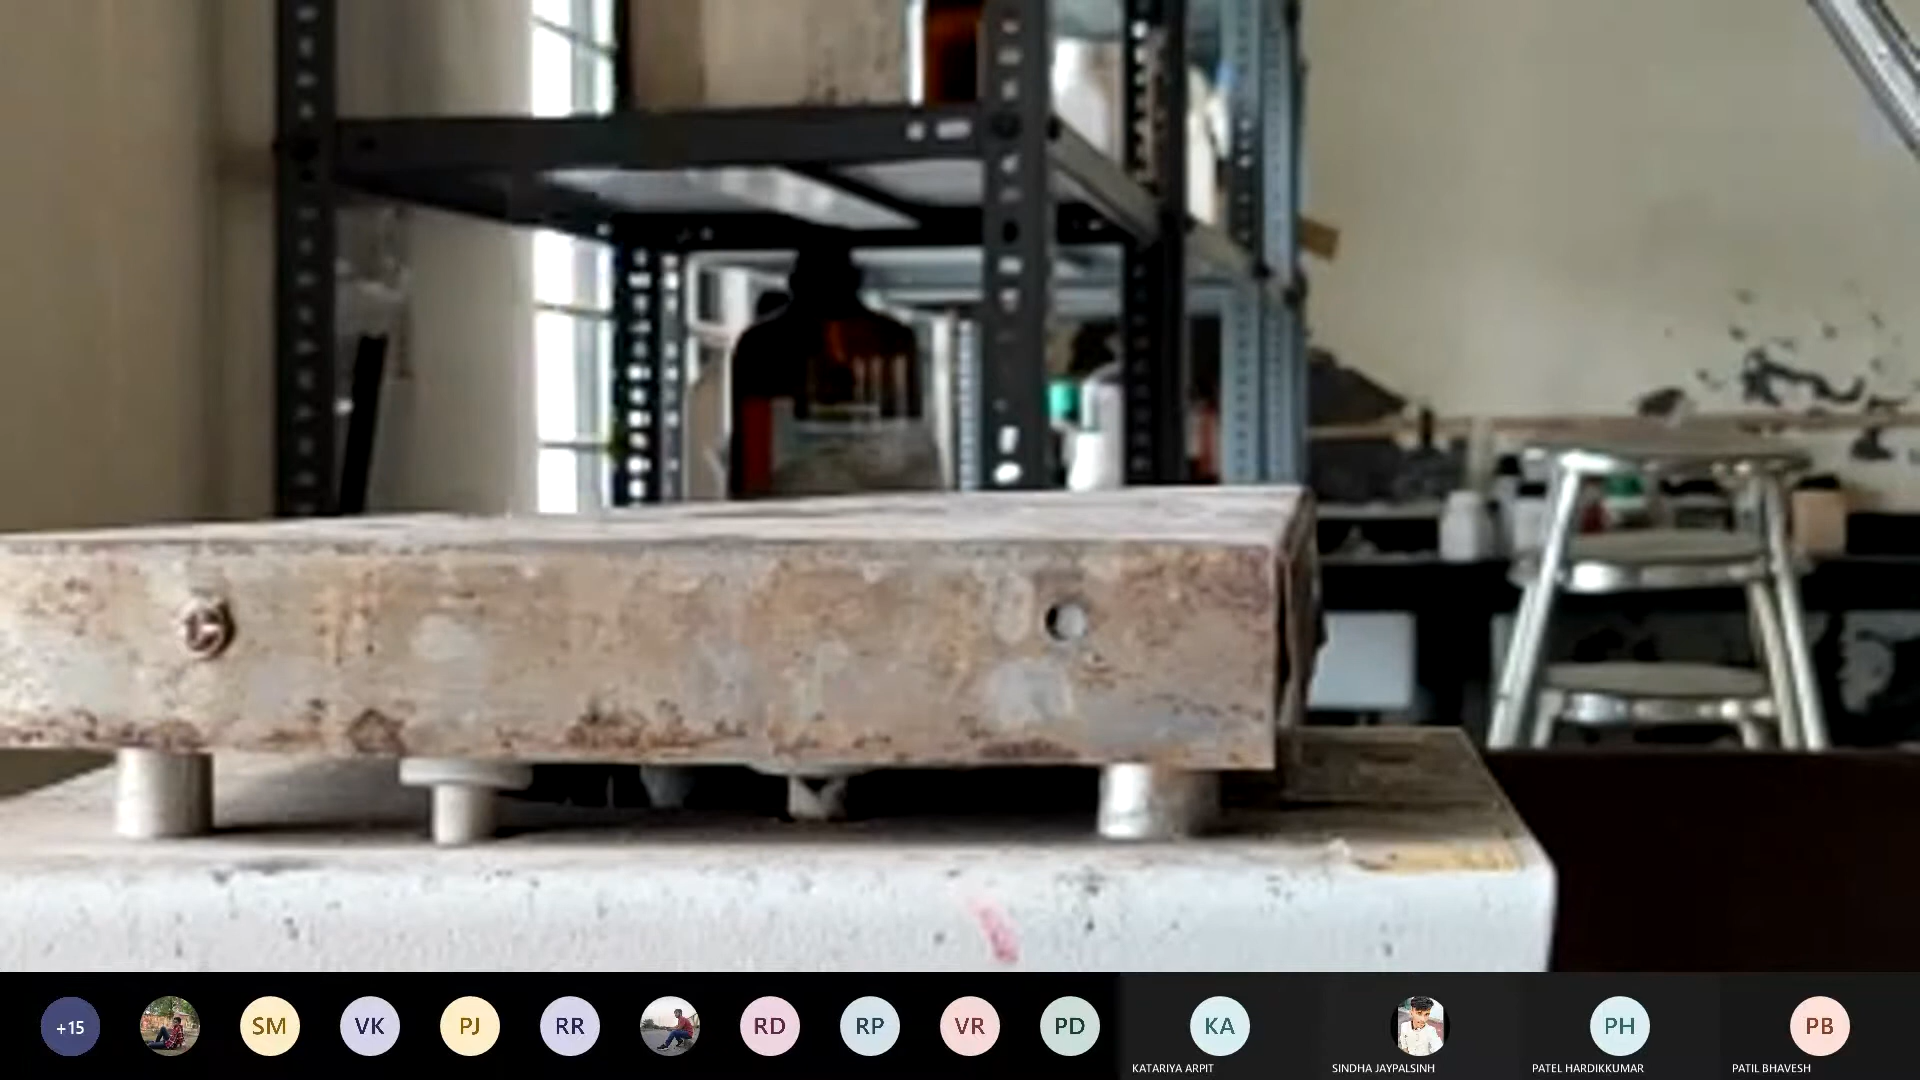 +15
SM
VK
PJ
RR
RD
RP
VR
PD
KA
PH
PB
KATARIYA ARPIT
SINDHA JAYPALSINH
PATEL HARDIKKUMAR
PATIL BHAVESH